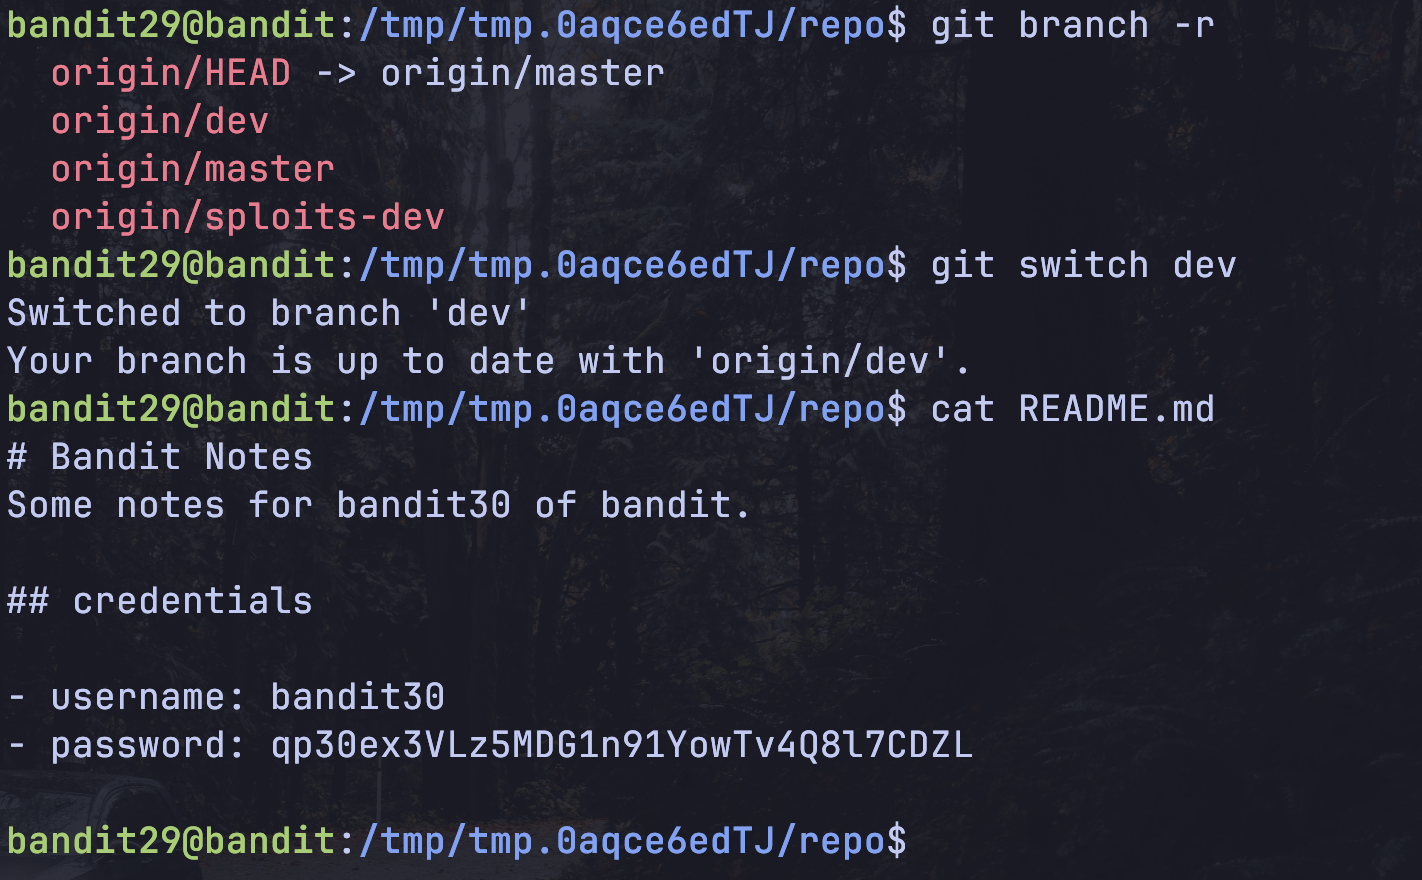 bandit29@bandit:/tmp/tmp.0aqce6edTJ/repo$ git branch -r
  origin/HEAD -> origin/master
  origin/dev
  origin/master
  origin/sploits-dev
bandit29@bandit:/tmp/tmp.0aqce6edTJ/repo$ git switch dev
Switched to branch 'dev'
Your branch is up to date with 'origin/dev'.
bandit29@bandit:/tmp/tmp.0aqce6edTJ/repo$ cat README.md
# Bandit Notes
Some notes for bandit30 of bandit.

## credentials

- username: bandit30
- password: qp30ex3VLz5MDG1n91YowTv4Q8l7CDZL

bandit29@bandit:/tmp/tmp.0aqce6edTJ/repo$